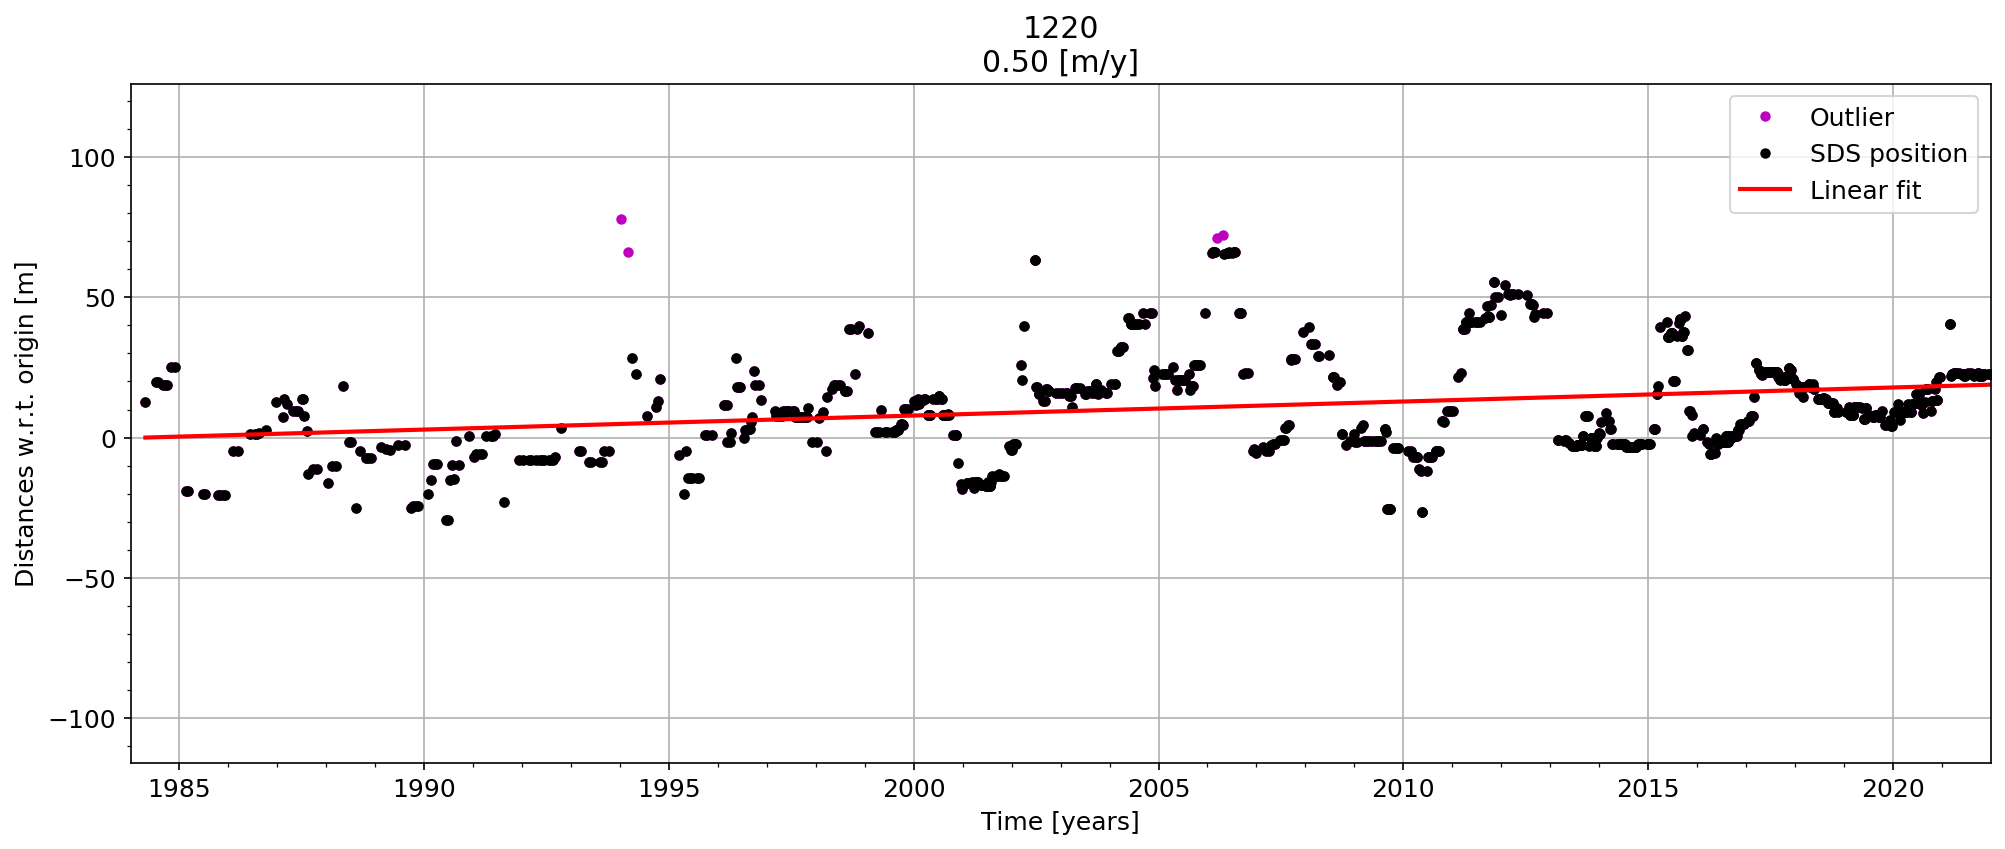 1220
0.50 [m/y]
Outlier
SDS position
Linear fit
Distances w.r.t. origin [m]
100
50
0
−50
−100
1985 1990 1995 2000 2005 2010 2015 2020
Time [years]